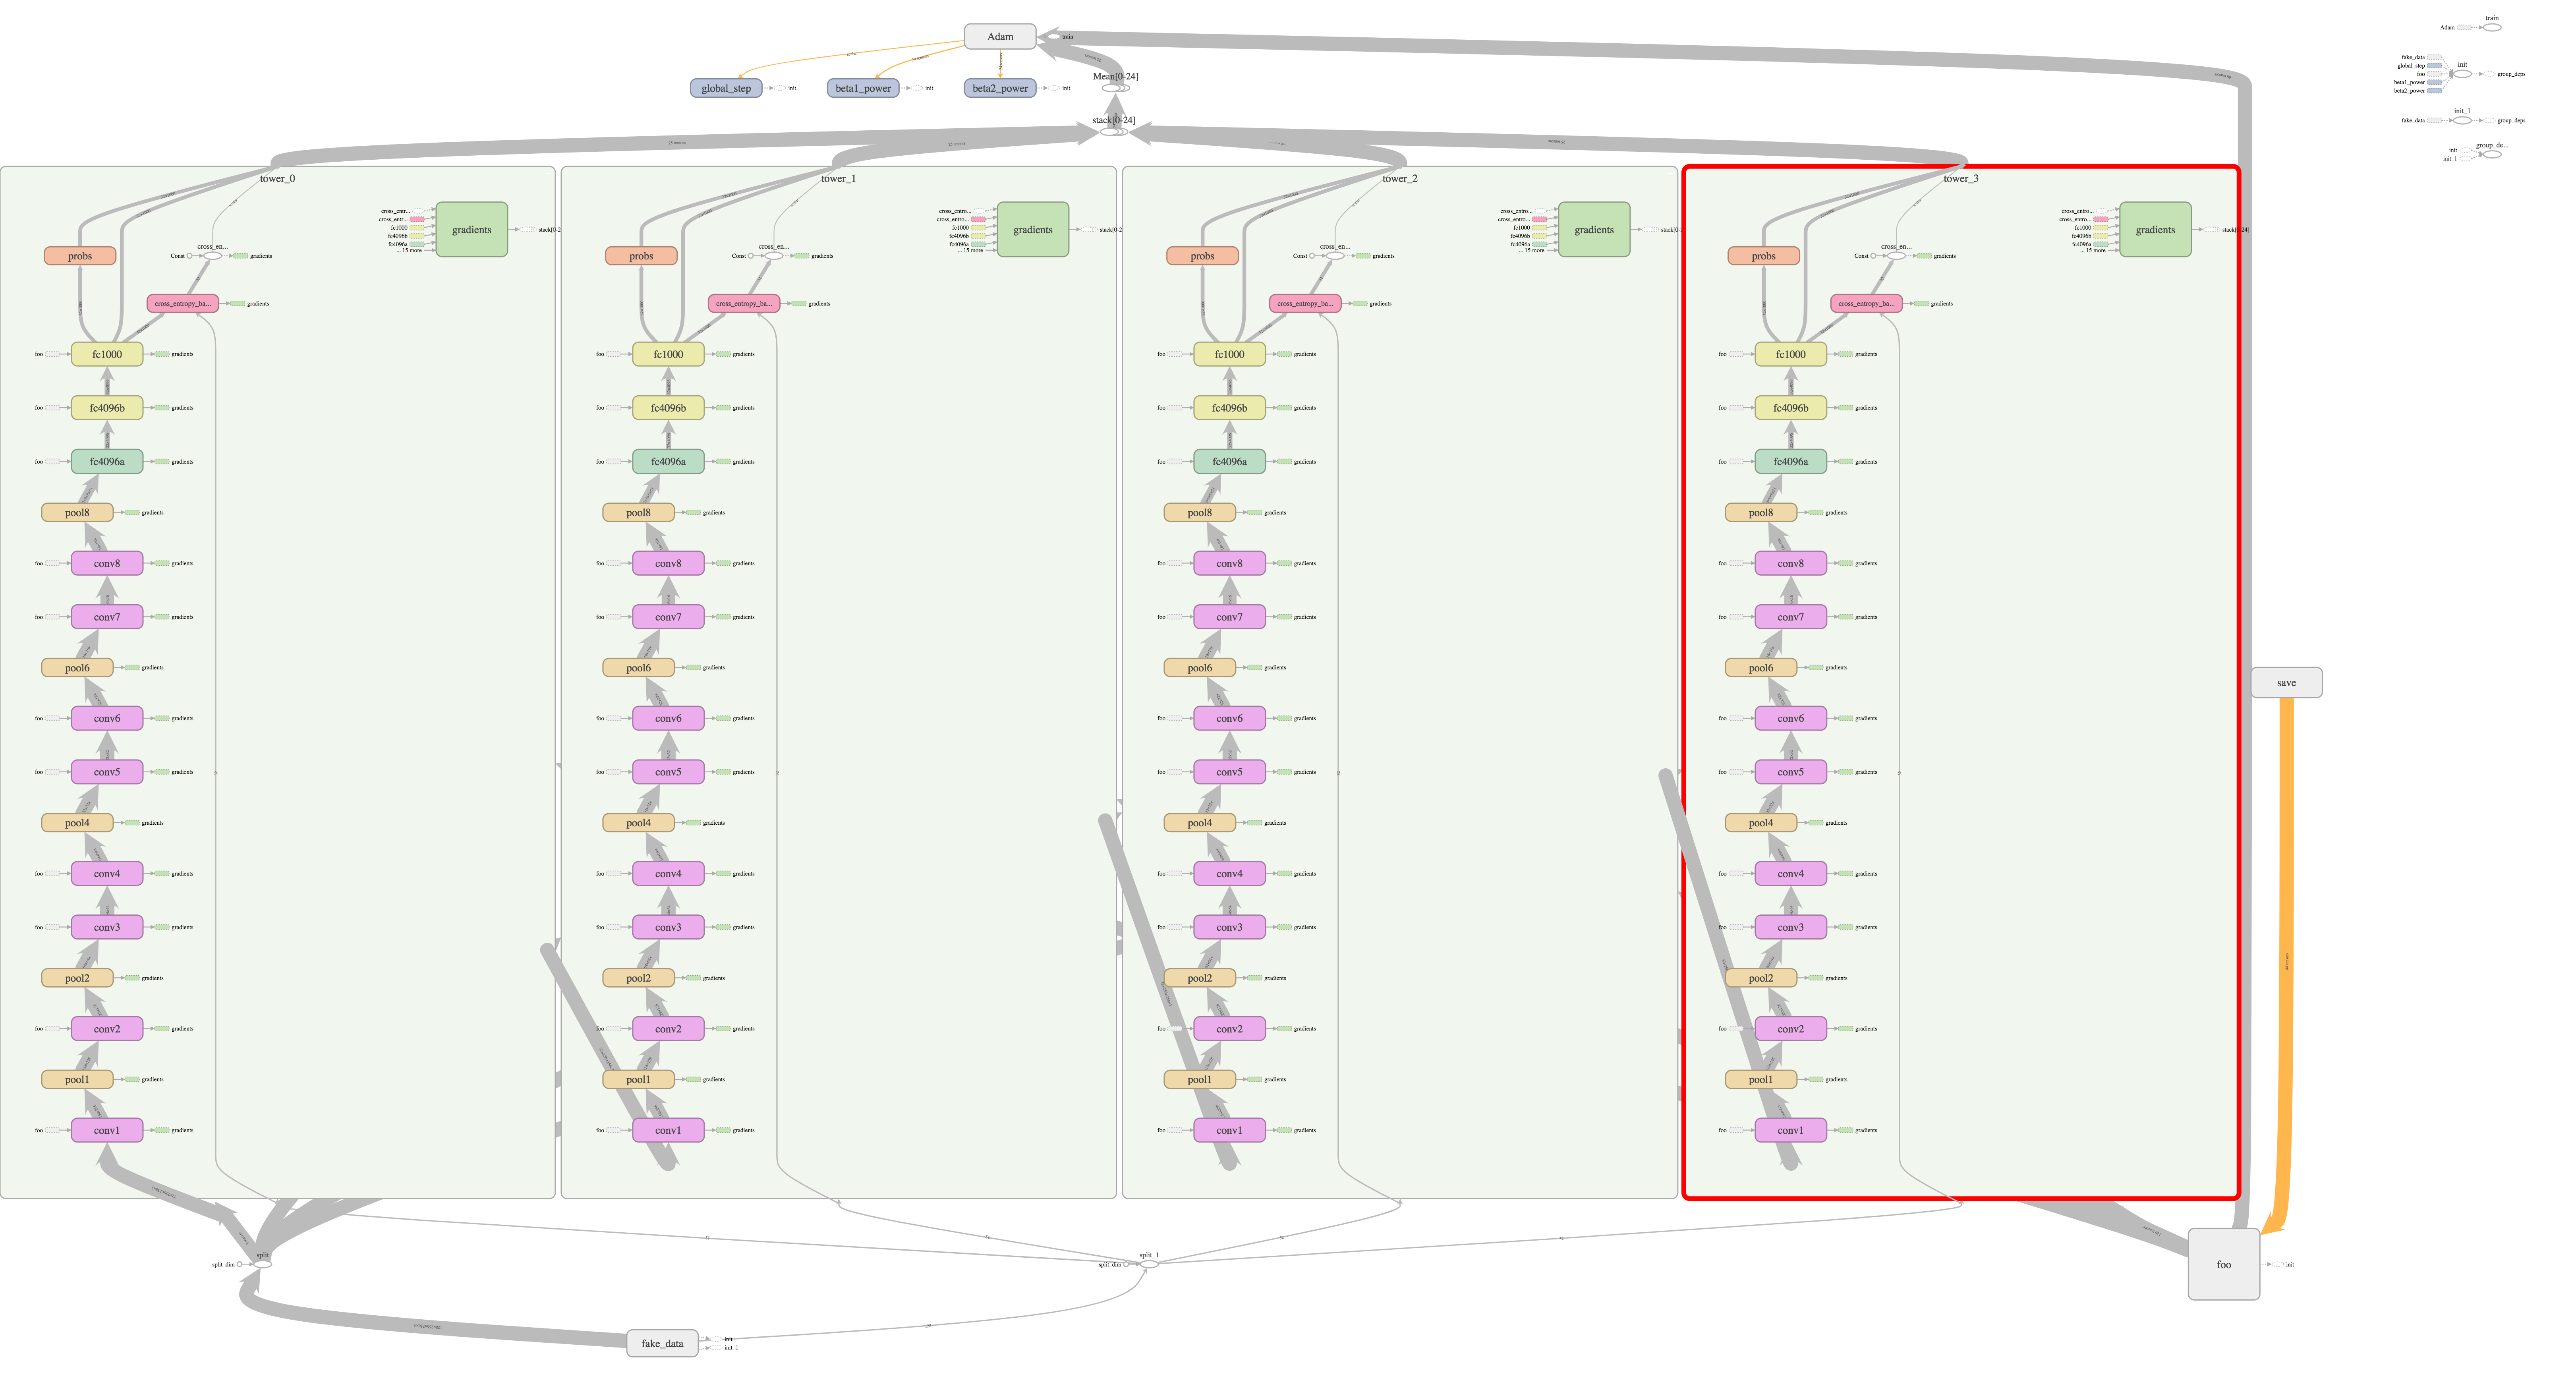 Adam
train
global_step
init
beta1_power
init
beta2_power
init
Mean[0-24]
stack[0-24]
train
Adam
init
fake_data
global_step
foo
beta1_power
beta2_power
group_deps
init_1
fake_data
group_deps
group_de...
init
init_1
tower_0
cross_entr...
cross_entr...
fc1000
fc4096b
fc4096a
... 15 more
gradients
stack[0-2
probs
cross_en...
Const
gradients
cross_entropy_ba...
gradients
foo
fc1000
gradients
foo
fc4096b
gradients
foo
fc4096a
gradients
pool8
gradients
foo
conv8
gradients
foo
conv7
gradients
pool6
gradients
foo
conv6
gradients
foo
conv5
gradients
pool4
gradients
foo
conv4
gradients
foo
conv3
gradients
pool2
gradients
foo
conv2
gradients
pool1
gradients
foo
conv1
gradients
tower_1
cross_entro...
cross_entro...
fc1000
fc4096b
fc4096a
... 15 more
gradients
stack[0-2
probs
cross_en...
Const
gradients
cross_entropy_ba...
gradients
foo
fc1000
gradients
foo
fc4096b
gradients
foo
fc4096a
gradients
pool8
gradients
foo
conv8
gradients
foo
conv7
gradients
pool6
gradients
foo
conv6
gradients
foo
conv5
gradients
pool4
gradients
foo
conv4
gradients
foo
conv3
gradients
pool2
gradients
foo
conv2
gradients
pool1
gradients
foo
conv1
gradients
tower_2
cross_entro...
cross_entro...
fc1000
fc4096b
fc4096a
... 15 more
gradients
stack[0-2
probs
cross_en...
Const
gradients
cross_entropy_ba...
gradients
foo
fc1000
gradients
foo
fc4096b
gradients
foo
fc4096a
gradients
pool8
gradients
foo
conv8
gradients
foo
conv7
gradients
pool6
gradients
foo
conv6
gradients
foo
conv5
gradients
pool4
gradients
foo
conv4
gradients
foo
conv3
gradients
pool2
gradients
foo
conv2
gradients
pool1
gradients
foo
conv1
gradients
tower_3
cross_entro...
cross_entro...
fc1000
fc4096b
fc4096a
... 15 more
gradients
stack[0-24]
probs
cross_en...
Const
gradients
cross_entropy_ba...
gradients
foo
fc1000
gradients
foo
fc4096b
gradients
foo
fc4096a
gradients
pool8
gradients
foo
conv8
gradients
foo
conv7
gradients
pool6
gradients
foo
conv6
gradients
foo
conv5
gradients
pool4
gradients
foo
conv4
gradients
foo
conv3
gradients
pool2
gradients
foo
conv2
gradients
pool1
gradients
foo
conv1
gradients
save
split
split_dim
split_1
split_dim
foo
init
fake_data
init
init_1